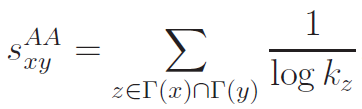 $s_{xy}^{AA} = \sum_{z \in \Gamma(x) \cap \Gamma(y)} \frac{1}{\log k_z}$